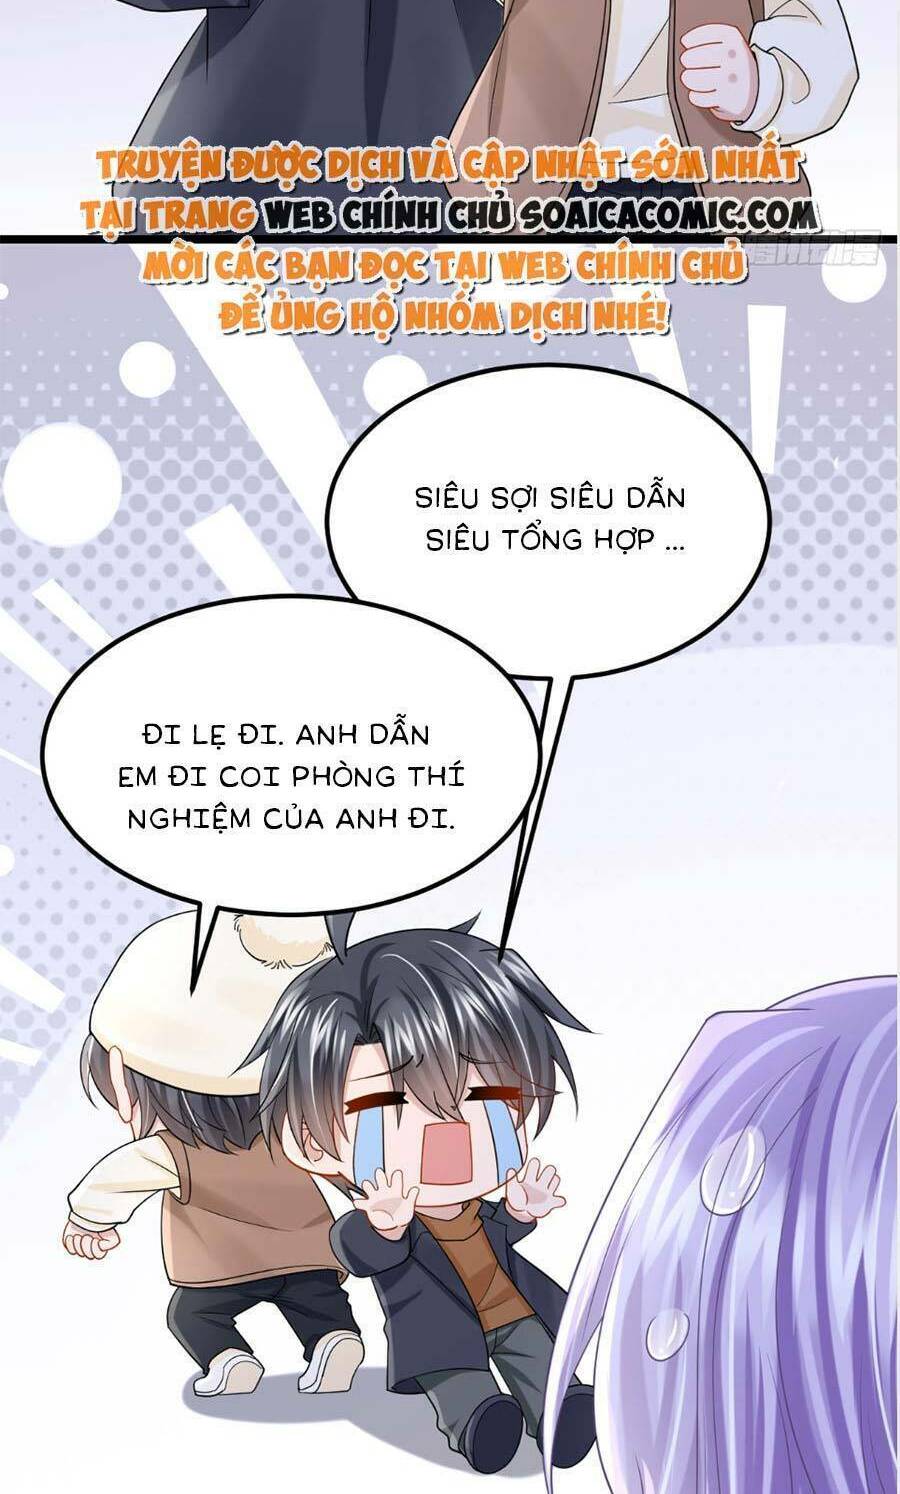 TRUYỆN ĐƯỢC DỊCH VÀ CẬP NHẬT SỚM NHẤT
TẠI TRANG WEB CHÍNH CHỦ SOAICACOMIC.COM
MỜI CÁC BẠN ĐỌC TẠI WEB CHÍNH CHỦ
ĐỂ ỦNG HỘ NHÓM DỊCH NHÉ!
SIÊU SỢI SIÊU DẪN
SIÊU TỔNG HỢP ...
ĐI LẸ ĐI. ANH DẪN
EM ĐI COI PHÒNG THÍ
NGHIỆM CỦA ANH ĐI.